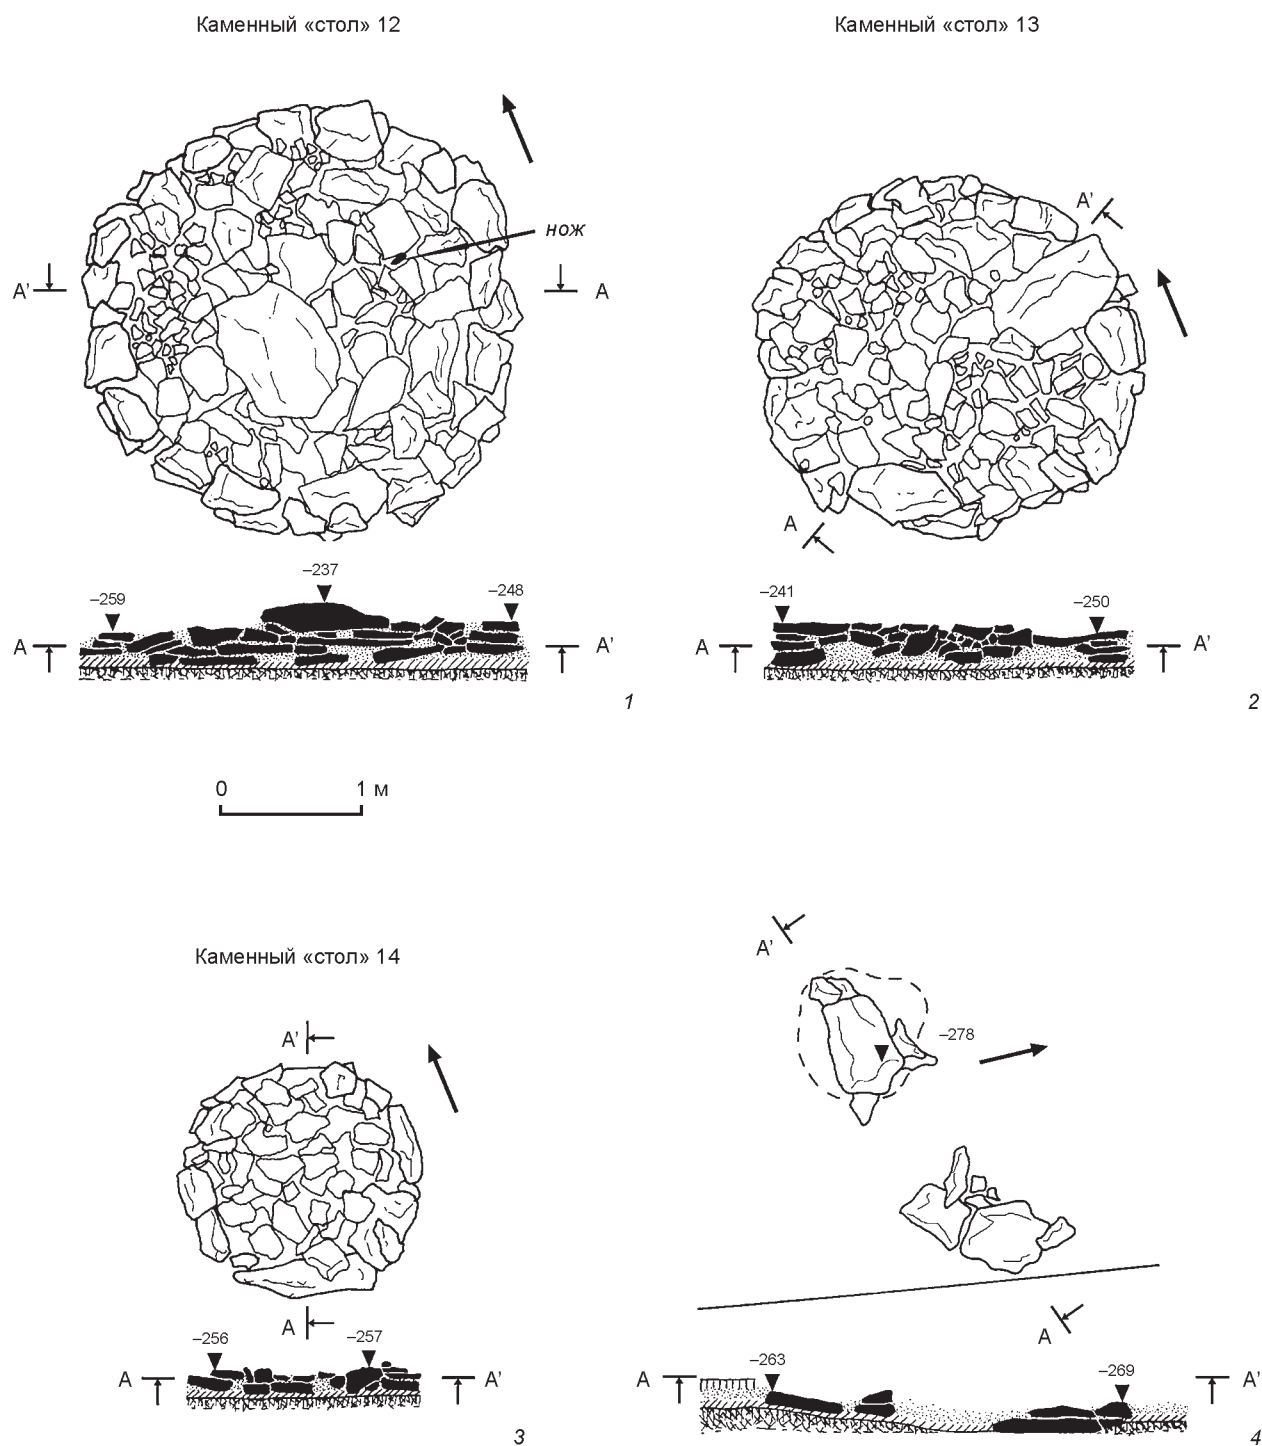 Каменный «стол» 12
Каменный «стол» 13
нож
А'
А
А'
А
–237
–259
–248
А
А'
1
–241
–250
А
А'
2
0 1 м
Каменный «стол» 14
А'
А
–256
–257
А
А'
3
А'
–278
А
–263
–269
А
А'
4